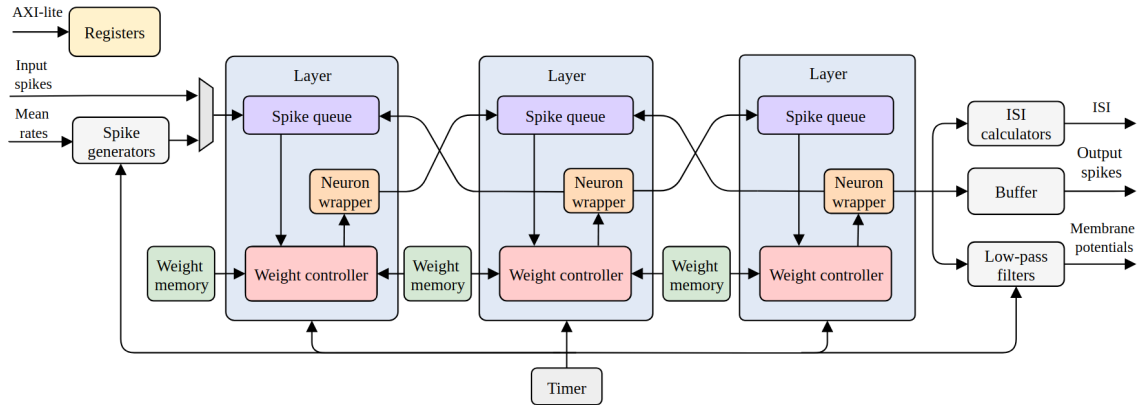 AXI-lite
Registers
Input
spikes
Mean
rates
Spike
generators
Layer
Spike queue
Neuron
wrapper
Weight
memory
Weight controller
Layer
Spike queue
Neuron
wrapper
Weight
memory
Weight controller
Layer
Spike queue
Neuron
wrapper
Weight
memory
Weight controller
ISI
calculators
ISI
Buffer
Output
spikes
Low-pass
filters
Membrane
potentials
Timer